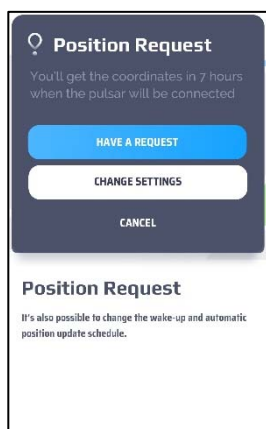 Position Request
You'll get the coordinates in 7 hours
when the pulsar will be connected
HAVE A REQUEST
CHANGE SETTINGS
CANCEL
Position Request
It's also possible to change the wake-up and automatic
position update schedule.